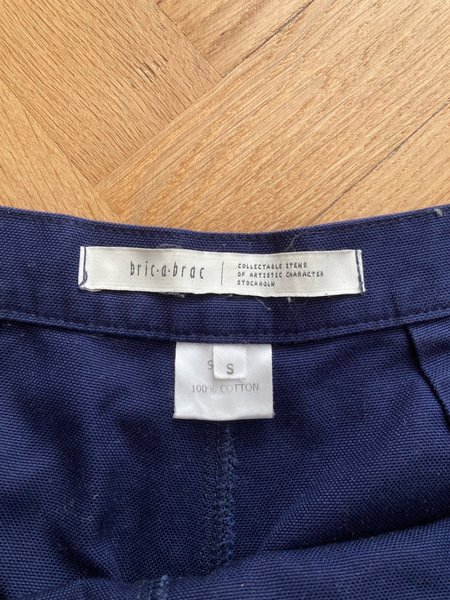 bric·a·brac
COLLECTABLE ITEMS
OF ARTISTIC CHARACTER
STOCKHOLM
S S
100% COTTON